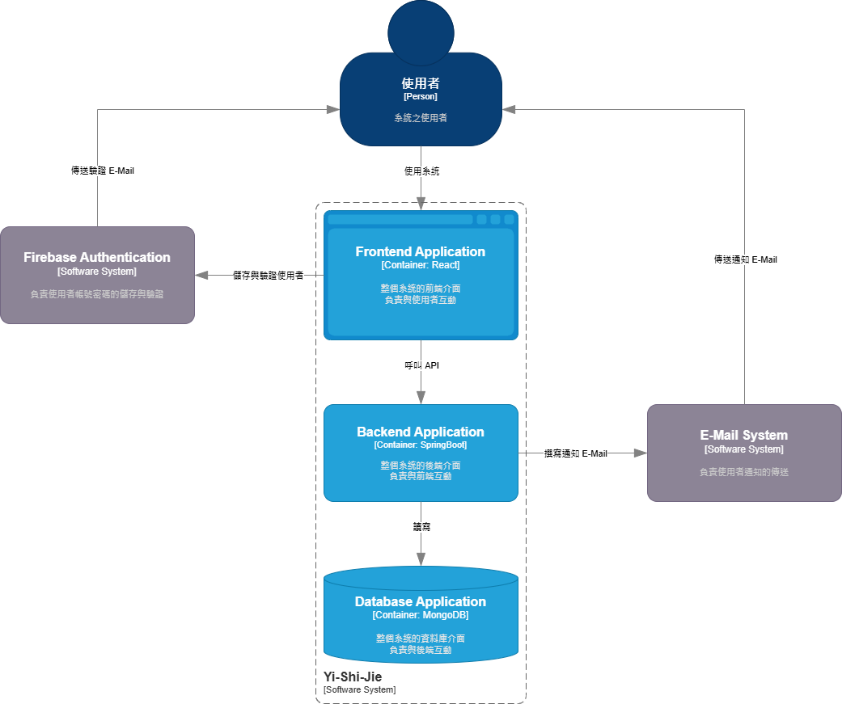 使用者
[Person]
系統之使用者
傳送驗證 E-Mail
使用系統
Firebase Authentication
[Software System]
負責使用者帳號密碼的儲存與驗證
儲存與驗證使用者
Frontend Application
[Container: React]
整個系統的前端介面
負責與使用者互動
傳送通知 E-Mail
呼叫 API
Backend Application
[Container: SpringBoot]
整個系統的後端介面
負責與前端互動
撰寫通知 E-Mail
E-Mail System
[Software System]
負責使用者通知的傳送
讀寫
Database Application
[Container: MongoDB]
整個系統的資料庫介面
負責與後端互動
Yi-Shi-Jie
[Software System]